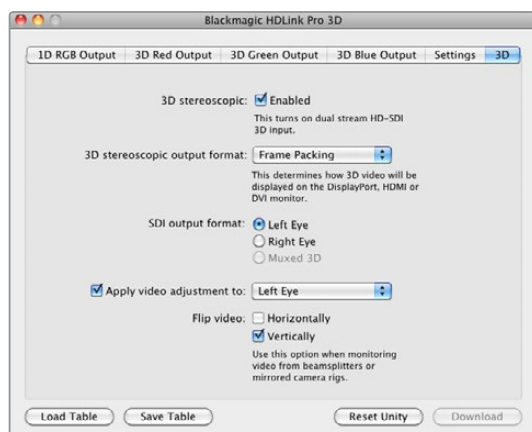 Blackmagic HDLink Pro 3D
1D RGB Output 3D Red Output 3D Green Output 3D Blue Output Settings 3D
3D stereoscopic: Enabled
This turns on dual stream HD-SDI
3D input.
3D stereoscopic output format: Frame Packing
This determines how 3D video will be
displayed on the DisplayPort, HDMI or
DVI monitor.
SDI output format: Left Eye
Right Eye
Muxed 3D
Apply video adjustment to: Left Eye
Flip video: Horizontally
Vertically
Use this option when monitoring
video from beamsplitters or
mirrored camera rigs.
Load Table Save Table Reset Unity Download